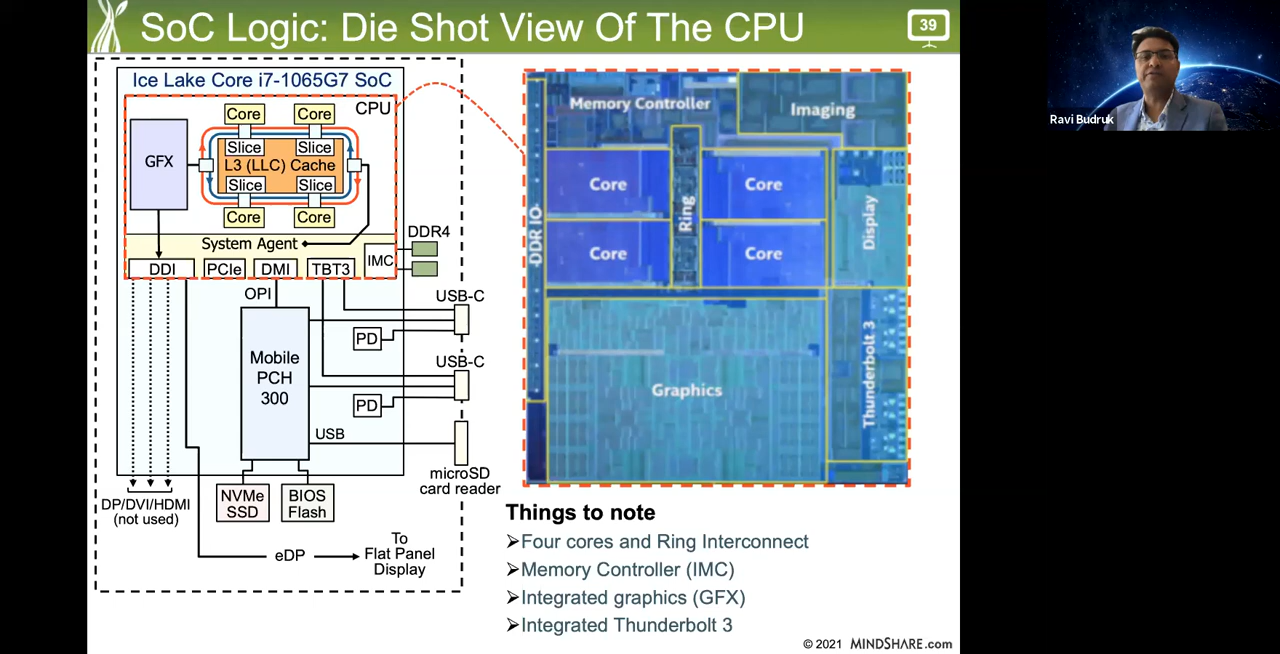 SoC Logic: Die Shot View Of The CPU
39
Ice Lake Core i7-1065G7 SoC
CPU
Core
Core
GFX
Slice
Slice
L3 (LLC) Cache
Slice
Slice
Core
Core
System Agent
DDR4
IMC
DDI
PCIe
DMI
TBT3
OPI
USB-C
PD
Mobile
PCH
300
USB-C
PD
USB
microSD
card reader
NVMe
SSD
BIOS
Flash
DP/DVI/HDMI
(not used)
eDP
To
Flat Panel
Display
Memory Controller
Imaging
Core
Core
Ring
DDR IO
Display
Core
Core
Graphics
Thunderbolt 3
Things to note
➢Four cores and Ring Interconnect
➢Memory Controller (IMC)
➢Integrated graphics (GFX)
➢Integrated Thunderbolt 3
© 2021 MINDSHARE.com
Ravi Budruk